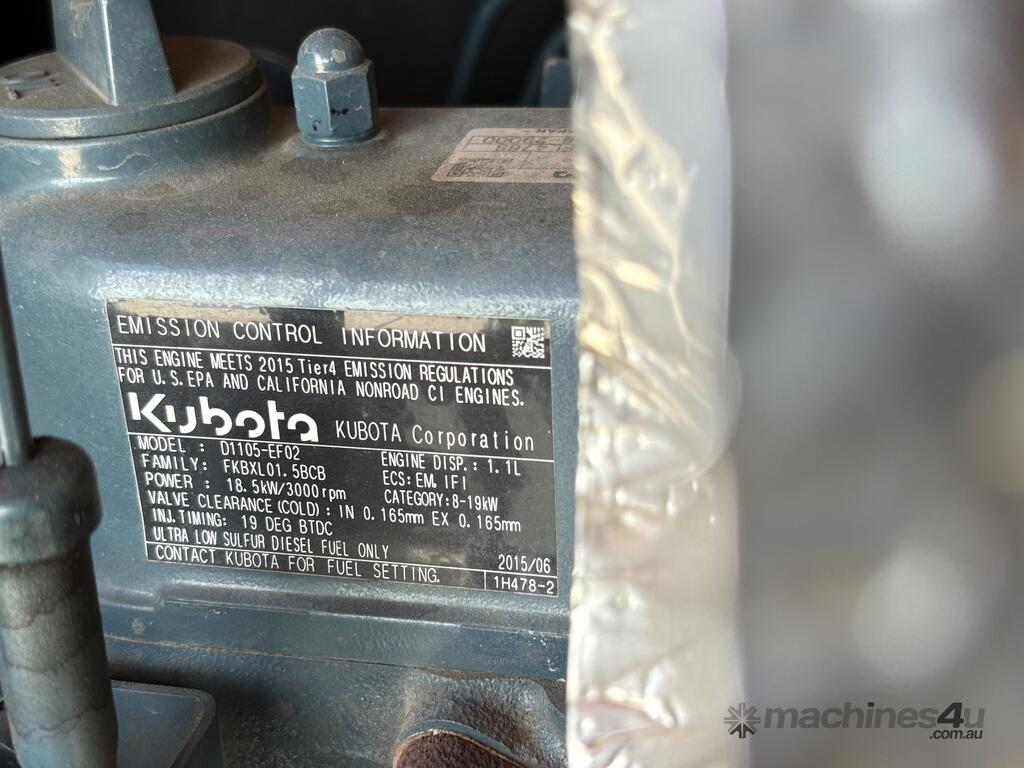 JAPAN
EMISSION CONTROL INFORMATION
THIS ENGINE MEETS 2015 Tier4 EMISSION REGULATIONS
FOR U.S.EPA AND CALIFORNIA NONROAD CI ENGINES.
Kubota KUBOTA Corporation
MODEL : D1105-EF02 ENGINE DISP.: 1.1L
FAMILY: FKBXL01.5BCB ECS: EM, IFI
POWER : 18.5kW/3000rpm CATEGORY:8-19kW
VALVE CLEARANCE (COLD) : IN 0.165mm EX 0.165mm
INJ.TIMING: 19 DEG BTDC
ULTRA LOW SULFUR DIESEL FUEL ONLY 2015/06
CONTACT KUBOTA FOR FUEL SETTING. 1H478-2
machines4u
.com.au